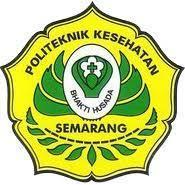 POLITEKNIK KESEHATAN
BHAKTI HUSADA
SEMARANG